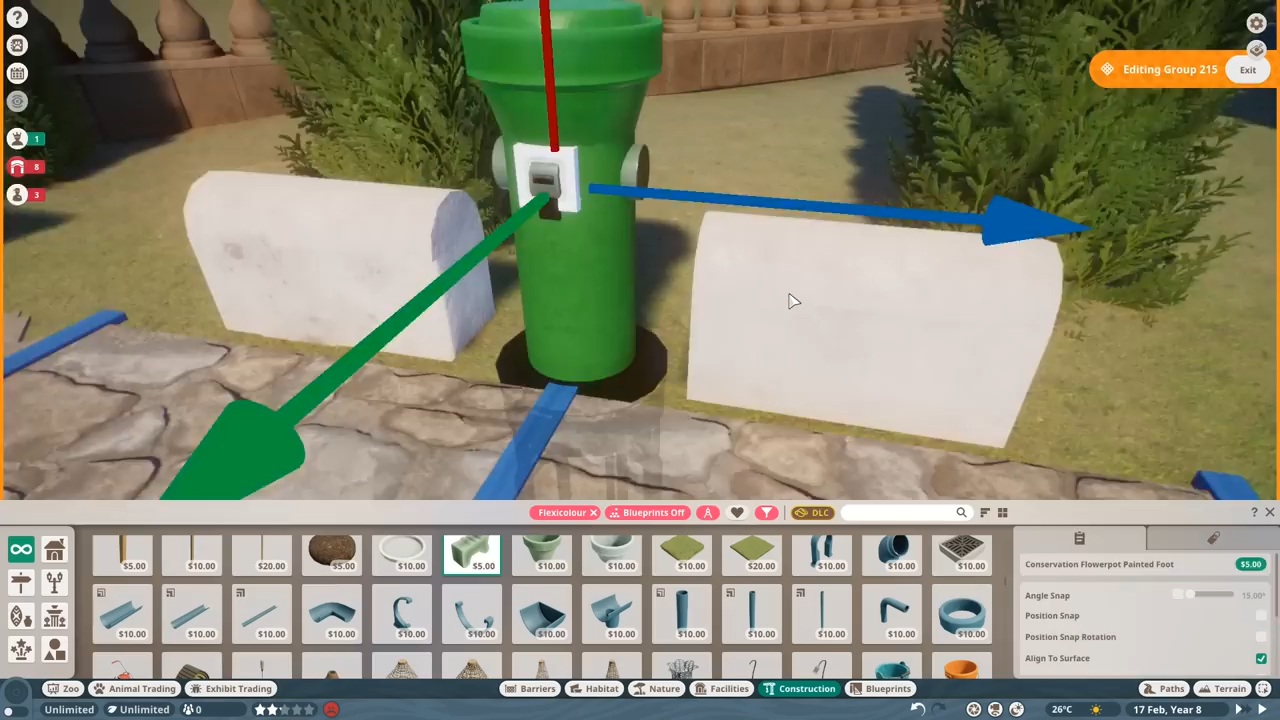 ?
Editing Group 215
Exit
1
8
3
Flexicolour ✕
Blueprints Off
DLC
? ✕
$5.00
$10.00
$20.00
$5.00
$10.00
$5.00
$10.00
$10.00
$10.00
$20.00
$10.00
$10.00
$10.00
Conservation Flowerpot Painted Foot
$5.00
$10.00
$10.00
$10.00
$10.00
$10.00
$10.00
$10.00
$10.00
$10.00
$10.00
$10.00
$10.00
$10.00
Angle Snap
15.00°
Position Snap
Position Snap Rotation
Align To Surface
Zoo
Animal Trading
Exhibit Trading
Barriers
Habitat
Nature
Facilities
Construction
Blueprints
Paths
Terrain
Unlimited
Unlimited
0
26°C
17 Feb, Year 8